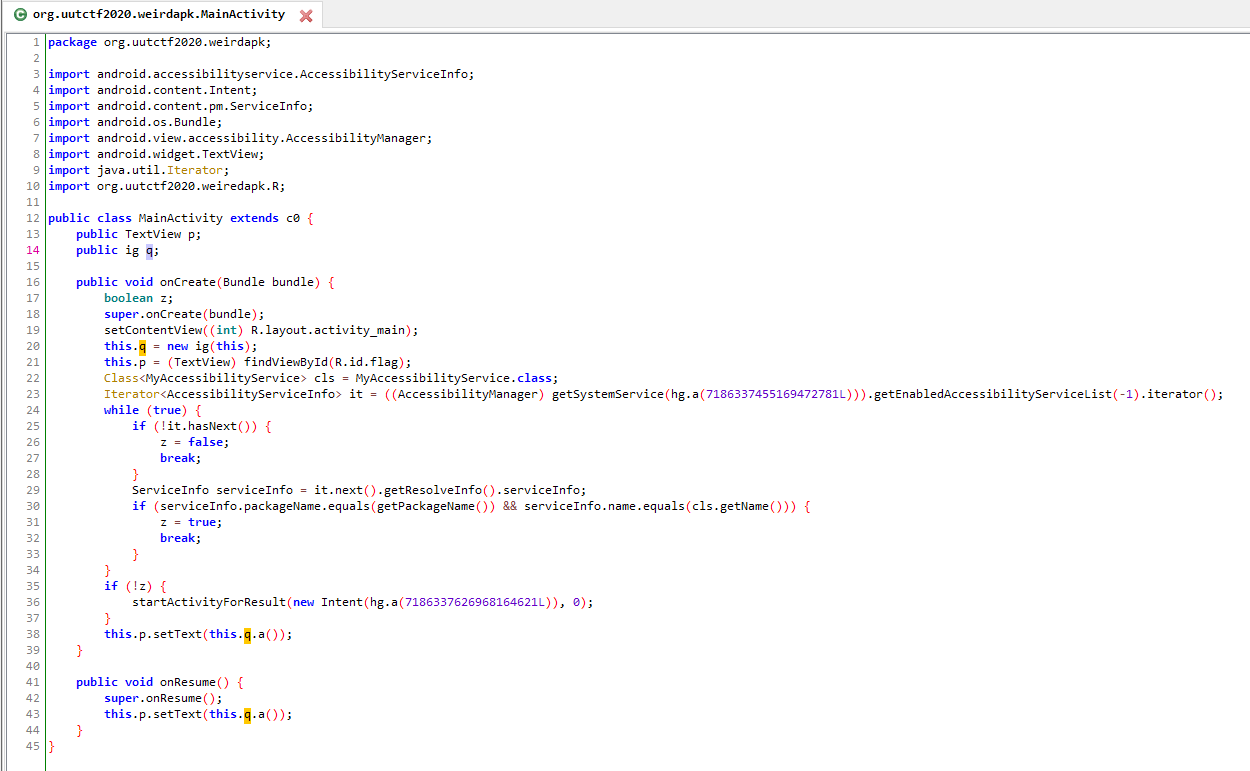 org.uutctf2020.weirdapk.MainActivity
1 package org.uutctf2020.weirdapk;
2
3 import android.accessibilityservice.AccessibilityServiceInfo;
4 import android.content.Intent;
5 import android.content.pm.ServiceInfo;
6 import android.os.Bundle;
7 import android.view.accessibility.AccessibilityManager;
8 import android.widget.TextView;
9 import java.util.Iterator;
10 import org.uutctf2020.weiredapk.R;
11
12 public class MainActivity extends c0 {
13     public TextView p;
14     public ig q;
15
16     public void onCreate(Bundle bundle) {
17         boolean z;
18         super.onCreate(bundle);
19         setContentView((int) R.layout.activity_main);
20         this.q = new ig(this);
21         this.p = (TextView) findViewById(R.id.flag);
22         Class<MyAccessibilityService> cls = MyAccessibilityService.class;
23         Iterator<AccessibilityServiceInfo> it = ((AccessibilityManager) getSystemService(hg.a(7186337455169472781L))).getEnabledAccessibilityServiceList(-1).iterator();
24         while (true) {
25             if (!it.hasNext()) {
26                 z = false;
27                 break;
28             }
29             ServiceInfo serviceInfo = it.next().getResolveInfo().serviceInfo;
30             if (serviceInfo.packageName.equals(getPackageName()) && serviceInfo.name.equals(cls.getName())) {
31                 z = true;
32                 break;
33             }
34         }
35         if (!z) {
36             startActivityForResult(new Intent(hg.a(7186337626968164621L)), 0);
37         }
38         this.p.setText(this.q.a());
39     }
40
41     public void onResume() {
42         super.onResume();
43         this.p.setText(this.q.a());
44     }
45 }